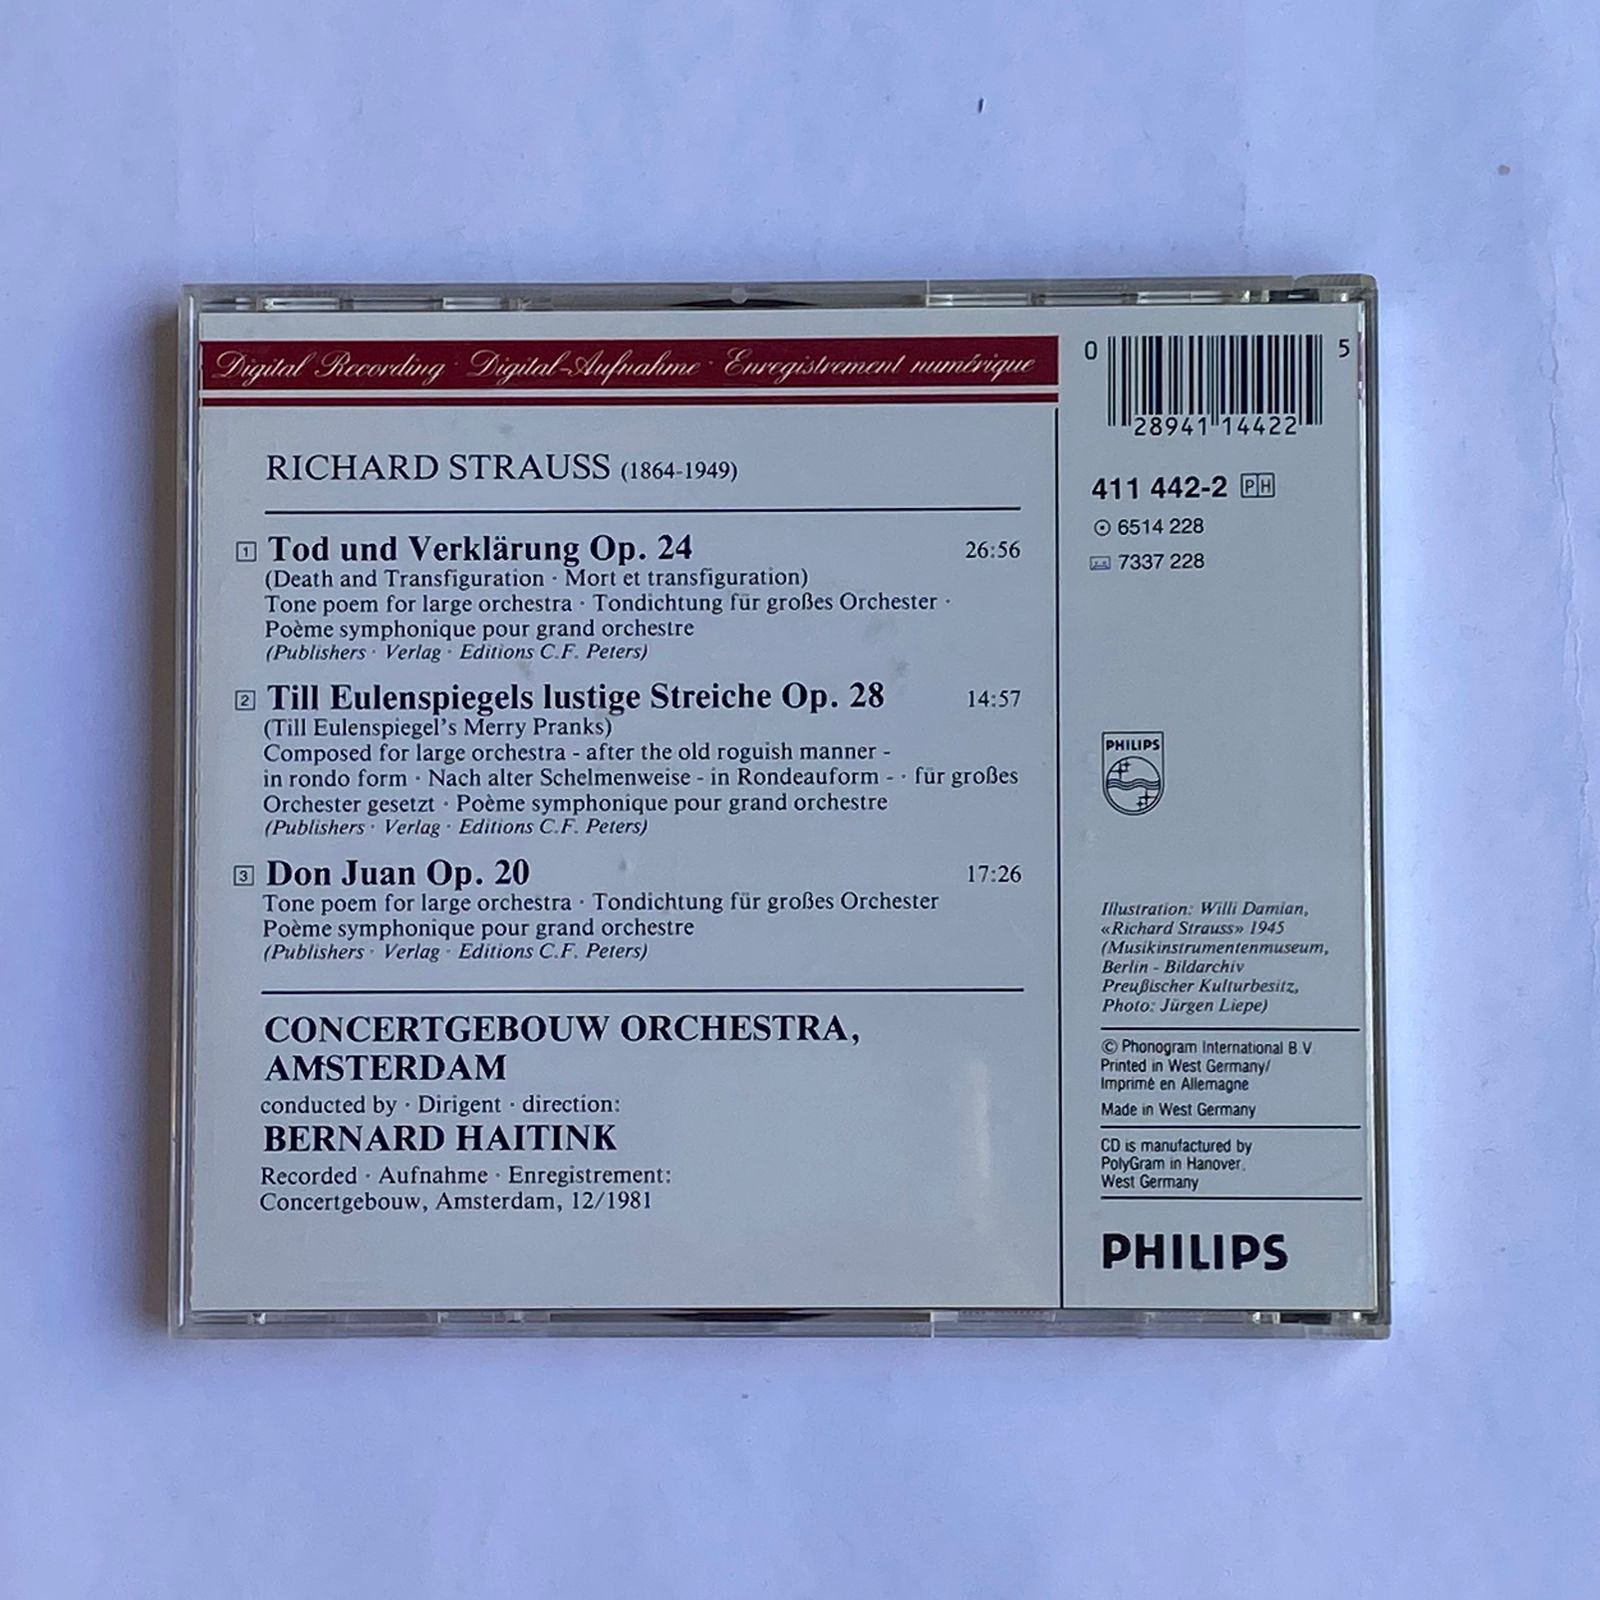 Digital Recording · Digital-Aufnahme · Enregistrement numérique
RICHARD STRAUSS (1864-1949)
1 Tod und Verklärung Op. 24 26:56
(Death and Transfiguration · Mort et transfiguration)
Tone poem for large orchestra · Tondichtung für großes Orchester ·
Poème symphonique pour grand orchestre
(Publishers · Verlag · Editions C.F. Peters)
2 Till Eulenspiegels lustige Streiche Op. 28 14:57
(Till Eulenspiegel's Merry Pranks)
Composed for large orchestra - after the old roguish manner -
in rondo form · Nach alter Schelmenweise - in Rondeauform - · für großes
Orchester gesetzt · Poème symphonique pour grand orchestre
(Publishers · Verlag · Editions C.F. Peters)
3 Don Juan Op. 20 17:26
Tone poem for large orchestra · Tondichtung für großes Orchester
Poème symphonique pour grand orchestre
(Publishers · Verlag · Editions C.F. Peters)
CONCERTGEBOUW ORCHESTRA,
AMSTERDAM
conducted by · Dirigent · direction:
BERNARD HAITINK
Recorded · Aufnahme · Enregistrement:
Concertgebouw, Amsterdam, 12/1981
0 28941 14422 5
411 442-2 PH
6514 228
7337 228
PHILIPS
Illustration: Willi Damian,
«Richard Strauss» 1945
(Musikinstrumentenmuseum,
Berlin - Bildarchiv
Preußischer Kulturbesitz,
Photo: Jürgen Liepe)
© Phonogram International B.V.
Printed in West Germany/
Imprimé en Allemagne
Made in West Germany
CD is manufactured by
PolyGram in Hanover,
West Germany
PHILIPS